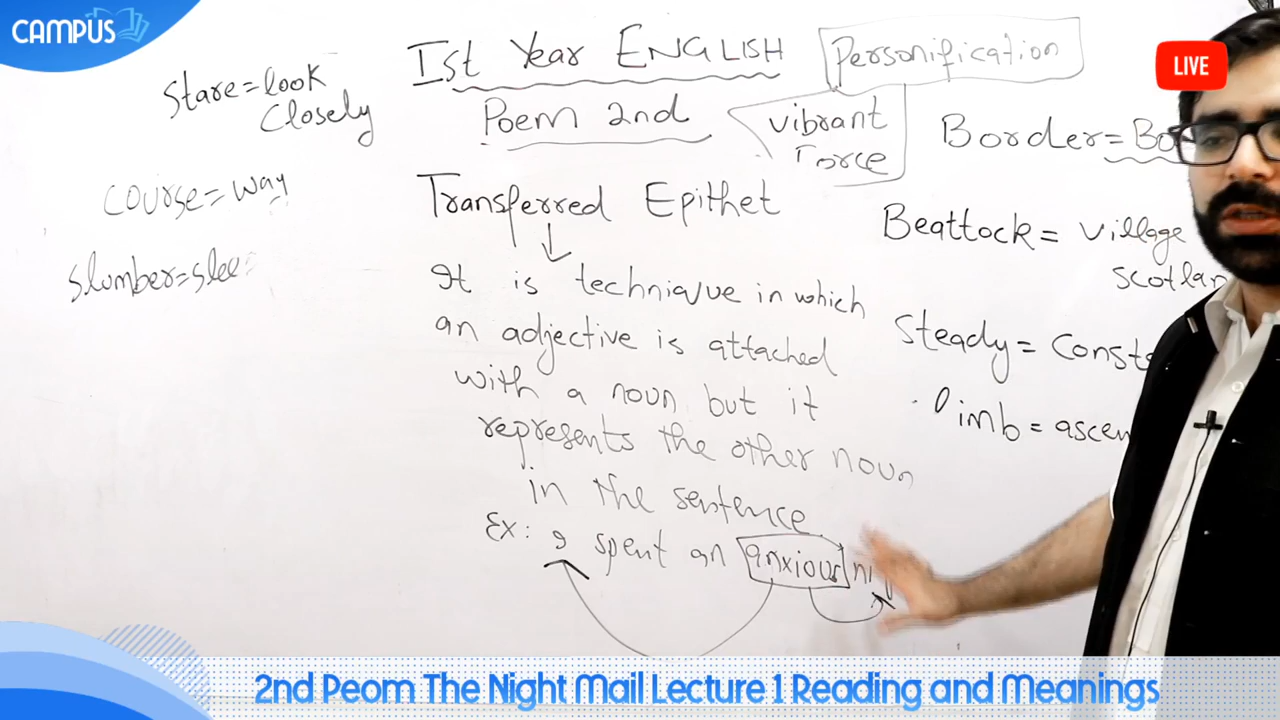 CAMPUS
LIVE
Ist Year ENGLISH
Poem 2nd
Personification
vibrant
Force
Stare = look
Closely
course = way
slumber = slee
Transferred Epithet
It is technique in which
an adjective is attached
with a noun but it
represents the other noun
in the sentence.
Ex: I spent an anxious ni
Border = Bo
Beattock = village
scotlan
Steady = Consta
limb = ascen
2nd Peom The Night Mail Lecture 1 Reading and Meanings